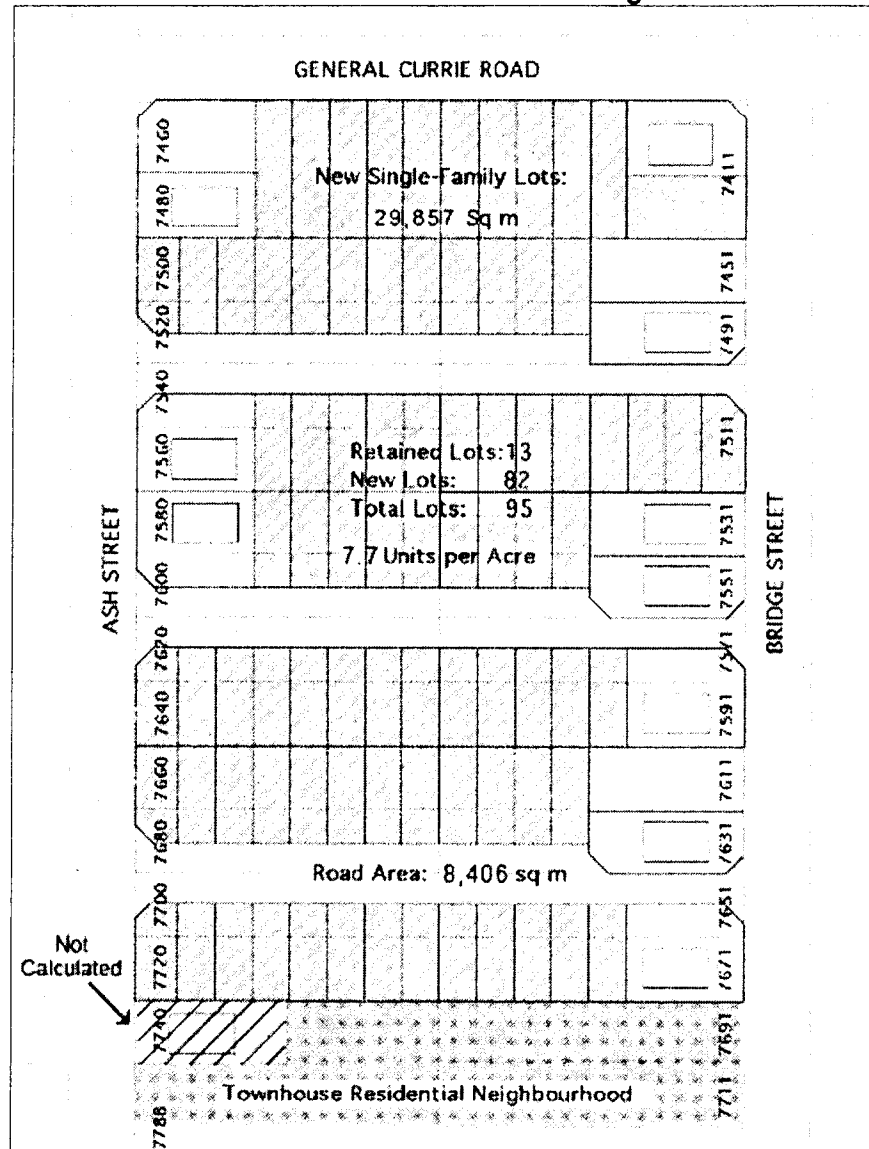 GENERAL CURRIE ROAD
7460
7480
7500
7520
7540
7560
7580
7600
7620
7640
7660
7680
7700
7720
7740
7788
ASH STREET
New Single-Family Lots:
29,857 Sq m
Retained Lots: 13
New Lots: 82
Total Lots: 95
7.7 Units per Acre
Road Area: 8,406 sq m
Not
Calculated
Townhouse Residential Neighbourhood
7411
7451
7491
7511
7531
7551
7571
7591
7611
7631
7651
7671
7691
7711
BRIDGE STREET